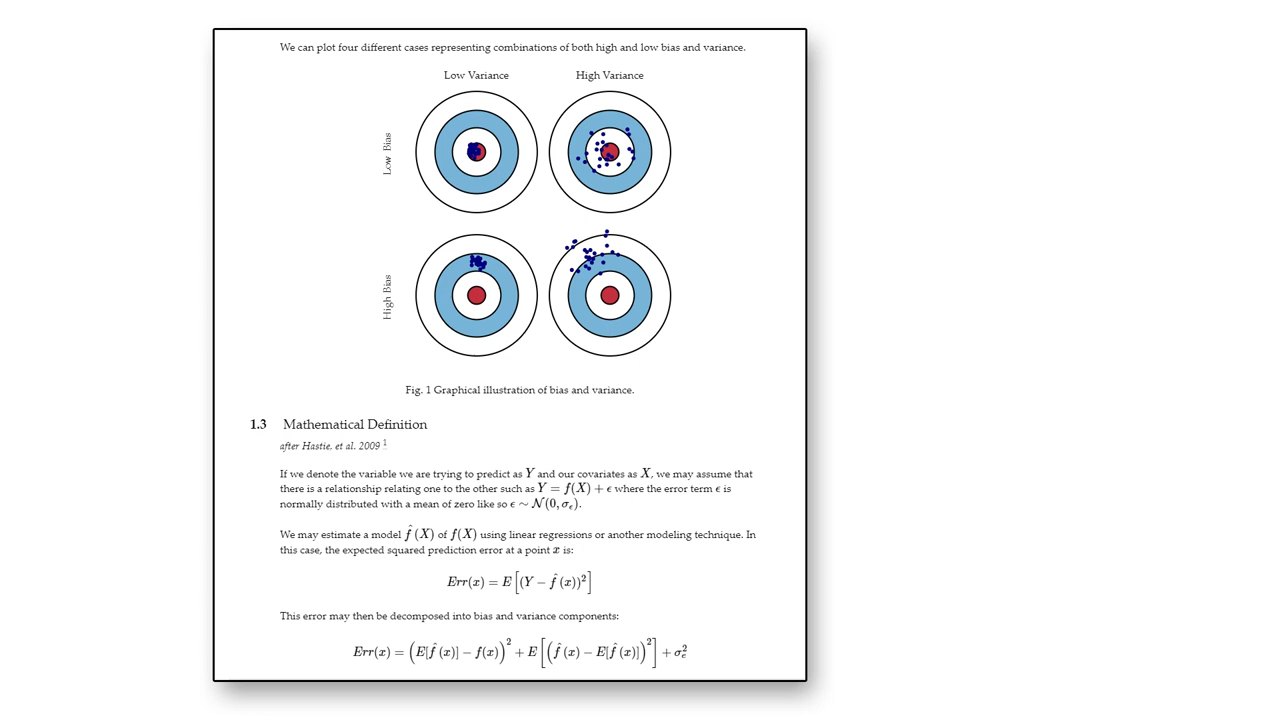 We can plot four different cases representing combinations of both high and low bias and variance.
Low Variance High Variance
Low Bias
High Bias
Fig. 1 Graphical illustration of bias and variance.
1.3 Mathematical Definition
after Hastie, et al. 2009 1
If we denote the variable we are trying to predict as Y and our covariates as X, we may assume that
there is a relationship relating one to the other such as Y = f(X) + ϵ where the error term ϵ is
normally distributed with a mean of zero like so ϵ ∼ 𝒩(0, σ_ϵ).
We may estimate a model f̂(X) of f(X) using linear regressions or another modeling technique. In
this case, the expected squared prediction error at a point x is:
Err(x) = E[(Y − f̂(x))²]
This error may then be decomposed into bias and variance components:
Err(x) = (E[f̂(x)] − f(x))² + E[(f̂(x) − E[f̂(x)])²] + σ_e²